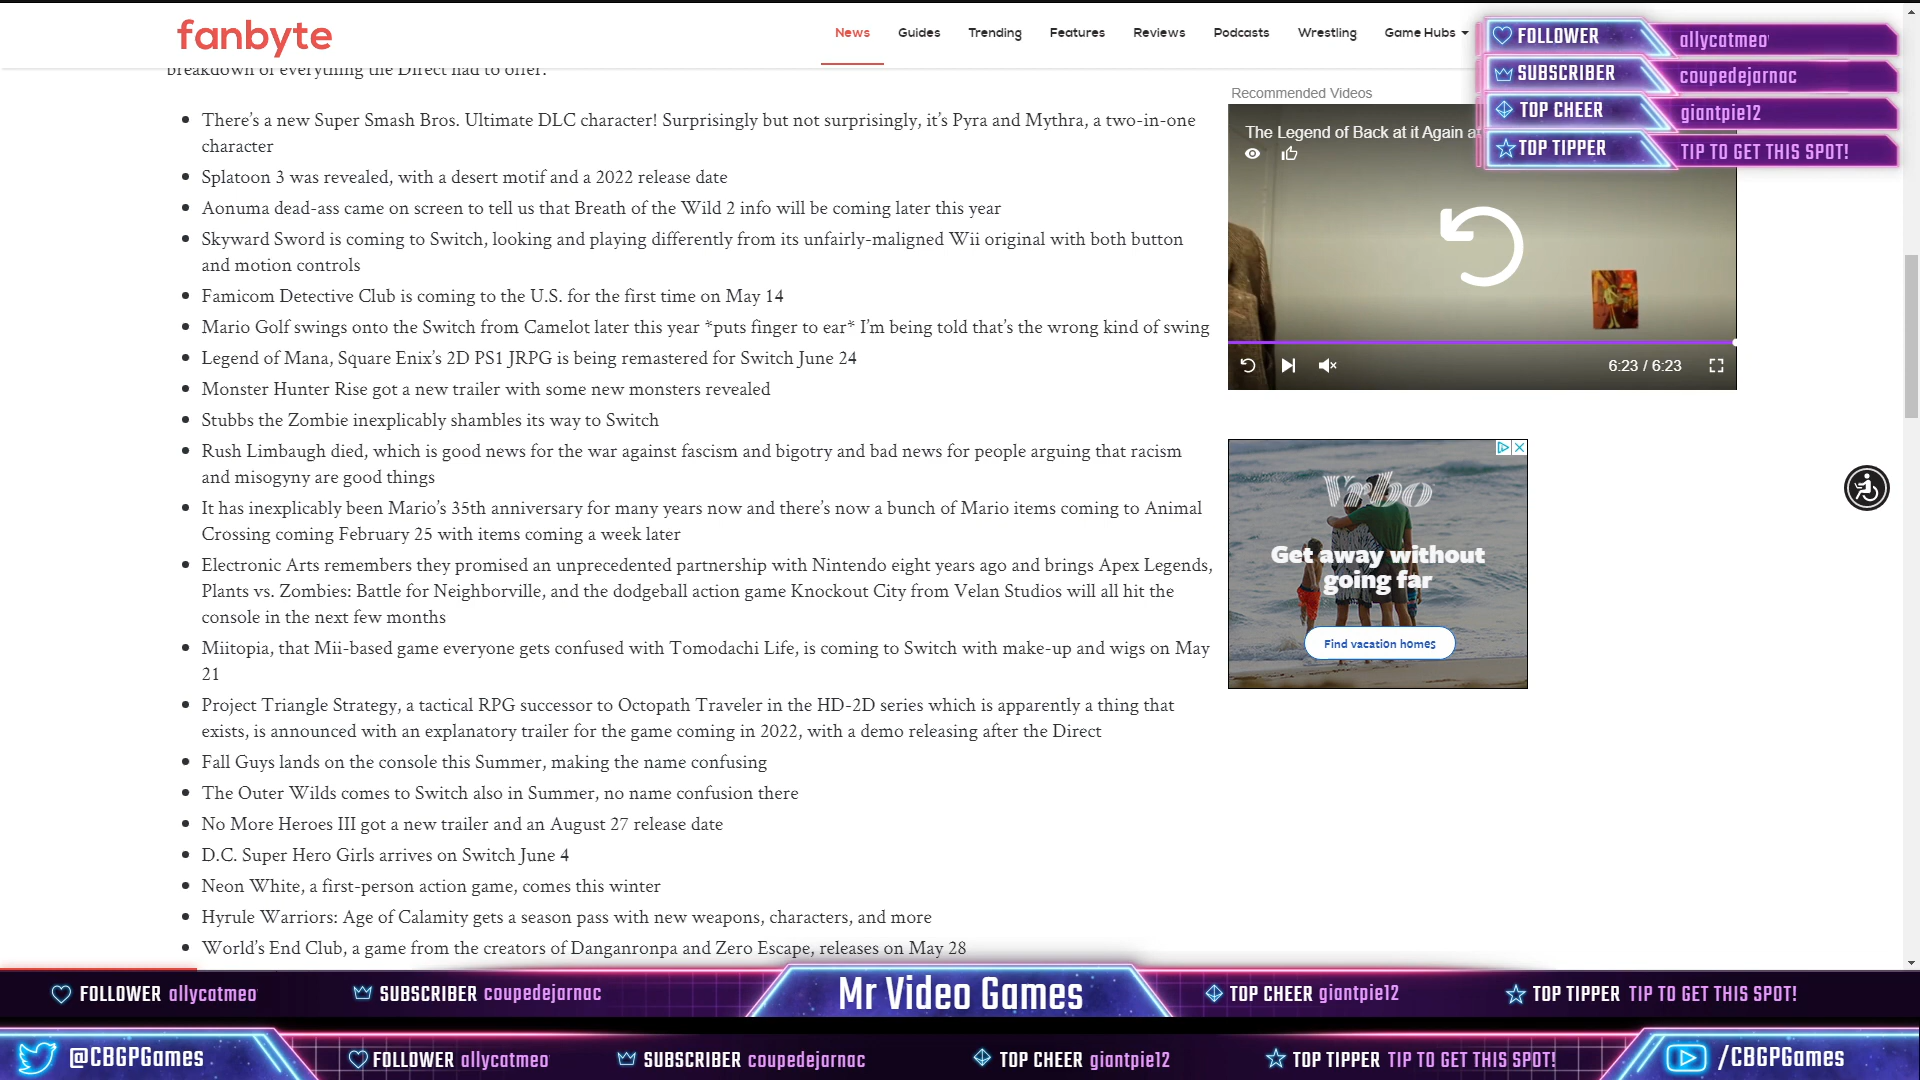 fanbyte
News
Guides
Trending
Features
Reviews
Podcasts
Wrestling
Game Hubs
FOLLOWER
allycatmeo
SUBSCRIBER
coupedejarnac
TOP CHEER
giantpie12
TOP TIPPER
TIP TO GET THIS SPOT!
breakdown of everything the Direct had to offer:
There's a new Super Smash Bros. Ultimate DLC character! Surprisingly but not surprisingly, it's Pyra and Mythra, a two-in-one
character
Splatoon 3 was revealed, with a desert motif and a 2022 release date
Aonuma dead-ass came on screen to tell us that Breath of the Wild 2 info will be coming later this year
Skyward Sword is coming to Switch, looking and playing differently from its unfairly-maligned Wii original with both button
and motion controls
Famicom Detective Club is coming to the U.S. for the first time on May 14
Mario Golf swings onto the Switch from Camelot later this year *puts finger to ear* I'm being told that's the wrong kind of swing
Legend of Mana, Square Enix's 2D PS1 JRPG is being remastered for Switch June 24
Monster Hunter Rise got a new trailer with some new monsters revealed
Stubbs the Zombie inexplicably shambles its way to Switch
Rush Limbaugh died, which is good news for the war against fascism and bigotry and bad news for people arguing that racism
and misogyny are good things
It has inexplicably been Mario's 35th anniversary for many years now and there's now a bunch of Mario items coming to Animal
Crossing coming February 25 with items coming a week later
Electronic Arts remembers they promised an unprecedented partnership with Nintendo eight years ago and brings Apex Legends,
Plants vs. Zombies: Battle for Neighborville, and the dodgeball action game Knockout City from Velan Studios will all hit the
console in the next few months
Miitopia, that Mii-based game everyone gets confused with Tomodachi Life, is coming to Switch with make-up and wigs on May
21
Project Triangle Strategy, a tactical RPG successor to Octopath Traveler in the HD-2D series which is apparently a thing that
exists, is announced with an explanatory trailer for the game coming in 2022, with a demo releasing after the Direct
Fall Guys lands on the console this Summer, making the name confusing
The Outer Wilds comes to Switch also in Summer, no name confusion there
No More Heroes III got a new trailer and an August 27 release date
D.C. Super Hero Girls arrives on Switch June 4
Neon White, a first-person action game, comes this winter
Hyrule Warriors: Age of Calamity gets a season pass with new weapons, characters, and more
World's End Club, a game from the creators of Danganronpa and Zero Escape, releases on May 28
Recommended Videos
The Legend of Back at it Again a
6:23 / 6:23
Vrbo
Get away without
going far
Find vacation homes
FOLLOWER allycatmeo
SUBSCRIBER coupedejarnac
Mr Video Games
TOP CHEER giantpie12
TOP TIPPER TIP TO GET THIS SPOT!
@CBGPGames
FOLLOWER allycatmeo
SUBSCRIBER coupedejarnac
TOP CHEER giantpie12
TOP TIPPER TIP TO GET THIS SPOT!
/CBGPGames